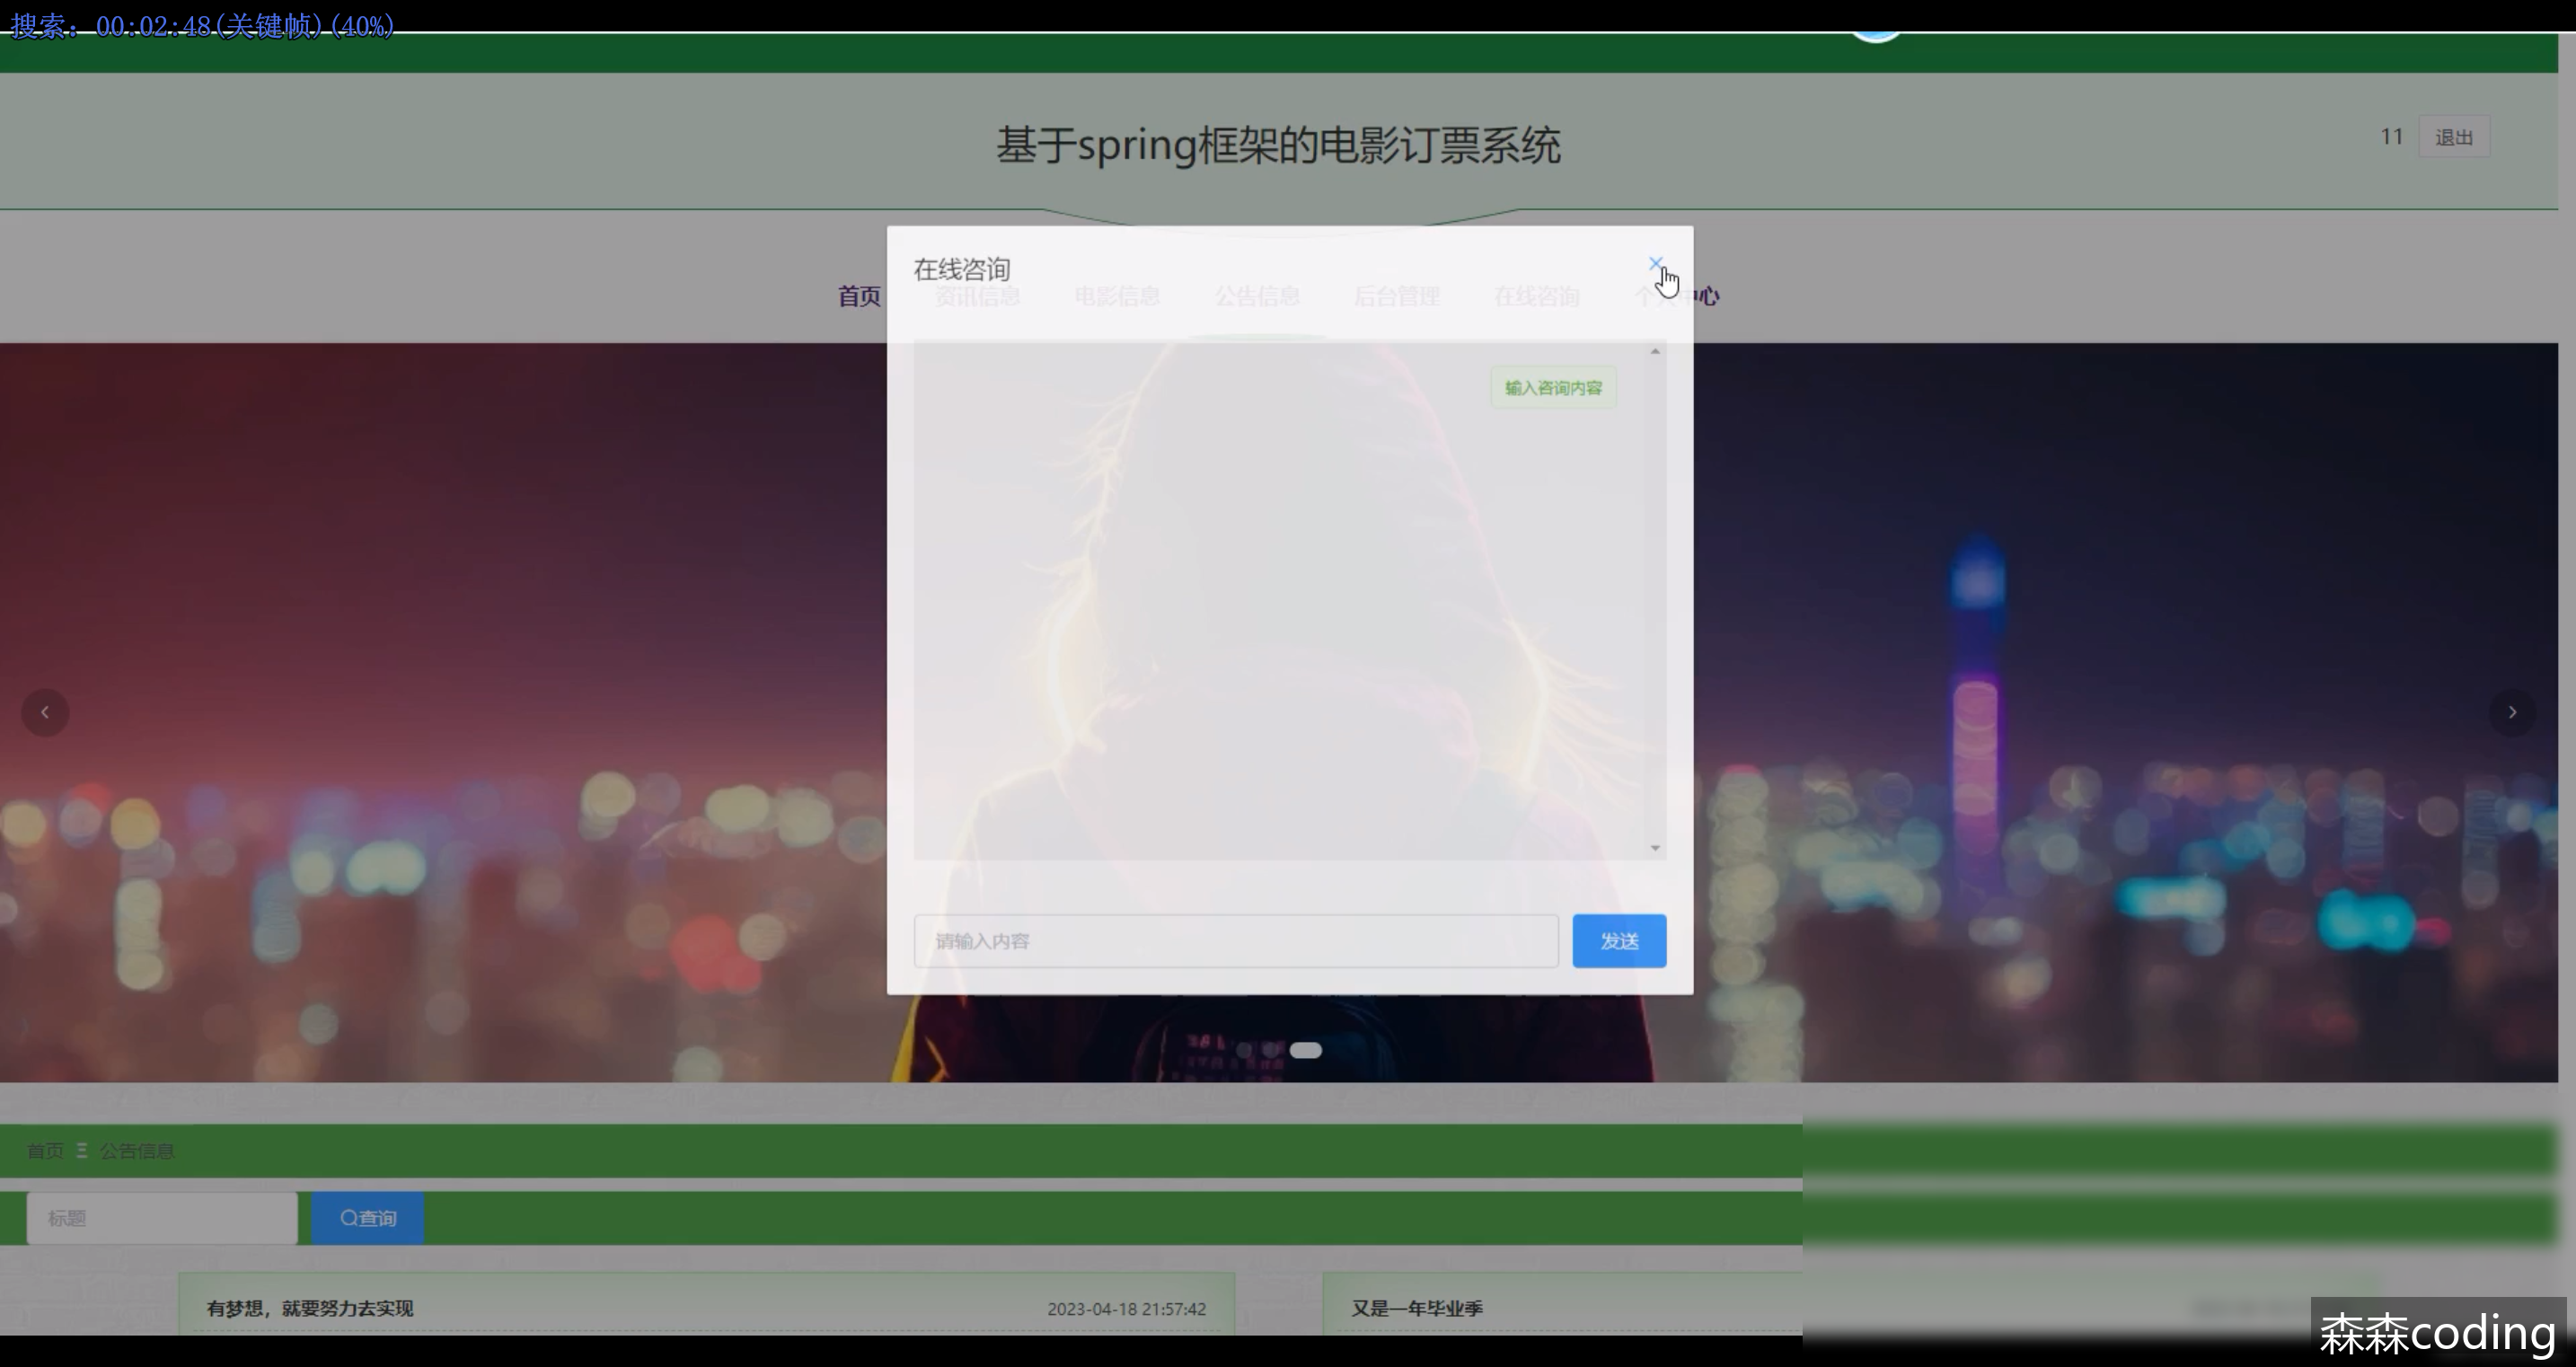 搜索：00:02:48(关键帧)(40%)
基于spring框架的电影订票系统
11 退出
在线咨询
首页 资讯信息 电影信息 公告信息 后台管理 在线咨询 个人中心
输入咨询内容
请输入内容 发送
首页 公告信息
标题 查询
有梦想，就要努力去实现 2023-04-18 21:57:42 又是一年毕业季
森森coding